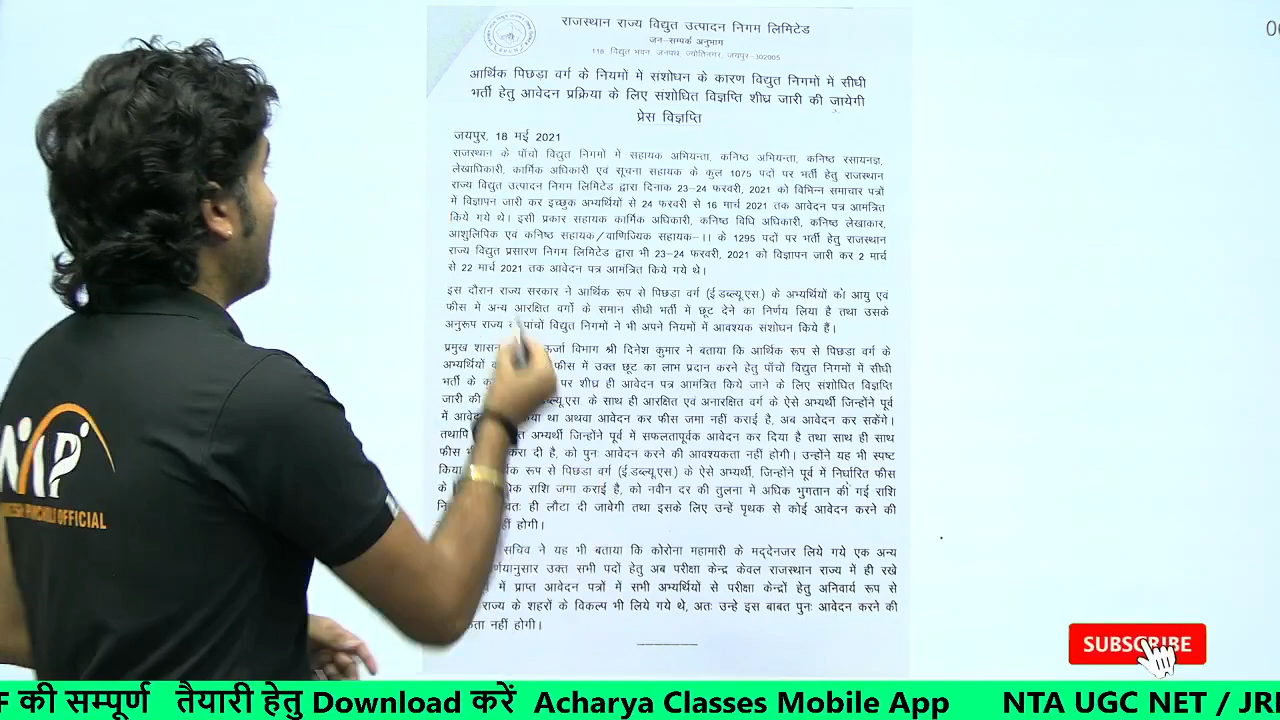 राजस्थान राज्य विद्युत उत्पादन निगम लिमिटेड
जन-सम्पर्क अनुभाग
118, विद्युत भवन, जनपथ, ज्योतिनगर, जयपुर-302005
आर्थिक पिछडा वर्ग के नियमों में संशोधन के कारण विद्युत निगमों में सीधी
भर्ती हेतु आवेदन प्रक्रिया के लिए संशोधित विज्ञप्ति शीघ्र जारी की जायेगी
प्रेस विज्ञप्ति
जयपुर, 18 मई 2021
राजस्थान के पॉचो विद्युत निगमों में सहायक अभियन्ता, कनिष्ठ अभियन्ता, कनिष्ठ रसायनज्ञ,
लेखाधिकारी, कार्मिक अधिकारी एवं सूचना सहायक के कुल 1075 पदों पर भर्ती हेतु राजस्थान
राज्य विद्युत उत्पादन निगम लिमिटेड द्वारा दिनाक 23-24 फरवरी, 2021 को विभिन्न समाचार पत्रों
में विज्ञापन जारी कर इच्छुक अभ्यर्थियों से 24 फरवरी से 16 मार्च 2021 तक आवेदन पत्र आमंत्रित
किये गये थे। इसी प्रकार सहायक कार्मिक अधिकारी, कनिष्ठ विधि अधिकारी, कनिष्ठ लेखाकार,
आशुलिपिक एवं कनिष्ठ सहायक/वाणिज्यिक सहायक-।। के 1295 पदों पर भर्ती हेतु राजस्थान
राज्य विद्युत प्रसारण निगम लिमिटेड द्वारा भी 23-24 फरवरी, 2021 को विज्ञापन जारी कर 2 मार्च
से 22 मार्च 2021 तक आवेदन पत्र आमंत्रित किये गए थे।
इस दौरान राज्य सरकार ने आर्थिक रूप से पिछडा वर्ग (ई.डब्ल्यू.एस.) के अभ्यर्थियों को आयु एवं
फीस में अन्य आरक्षित वर्गो के समान सीधी भर्ती में छूट देने का निर्णय लिया है तथा उसके
अनुरूप राज्य पांचों विद्युत निगमों ने भी अपने नियमों में आवश्यक संशोधन किये हैं।
प्रमुख शासन ऊर्जा विभाग श्री दिनेश कुमार ने बताया कि आर्थिक रूप से पिछडा वर्ग के
अभ्यर्थियों फीस में उक्त छूट का लाभ प्रदान करने हेतु पॉचों विद्युत निगमों में सीधी
भर्ती के पर शीघ्र ही आवेदन पत्र आमंत्रित किये जाने के लिए संशोधित विज्ञप्ति
जारी की के साथ ही आरक्षित एवं अनारक्षित वर्ग के ऐसे अभ्यर्थी जिन्होंने पूर्व
में था अथवा आवेदन कर फीस जमा नहीं कराई है, अब आवेदन कर सकेंगे।
तथापि अभ्यर्थी जिन्होंने पूर्व में सफलतापूर्वक आवेदन कर दिया है तथा साथ ही साथ
फीस दी है, को पुनः आवेदन करने की आवश्यकता नहीं होगी। उन्होंने यह भी स्पष्ट
रूप से पिछडा वर्ग (ई.डब्ल्यू.एस.) के ऐसे अभ्यर्थी, जिन्होंने पूर्व में निर्धारित फीस
के राशि जमा कराई है, को नवीन दर की तुलना में अधिक भुगतान की गई राशि
ही लौटा दी जावेगी तथा इसके लिए उन्हें पृथक से कोई आवेदन करने की
नहीं होगी।
सचिव ने यह भी बताया कि कोरोना महामारी के मद्देनजर लिये गये एक अन्य
उक्त सभी पदों हेतु अब परीक्षा केन्द्र केवल राजस्थान राज्य में ही रखे
में प्राप्त आवेदन पत्रों में सभी अभ्यर्थियों से परीक्षा केन्द्रों हेतु अनिवार्य रूप से
राज्य के शहरों के विकल्प भी लिये गये थे, अतः उन्हे इस बाबत पुनः आवेदन करने की
नहीं होगी।
SUBSCRIBE
की सम्पूर्ण तैयारी हेतु Download करें Acharya Classes Mobile App NTA UGC NET / JR
OFFICIAL